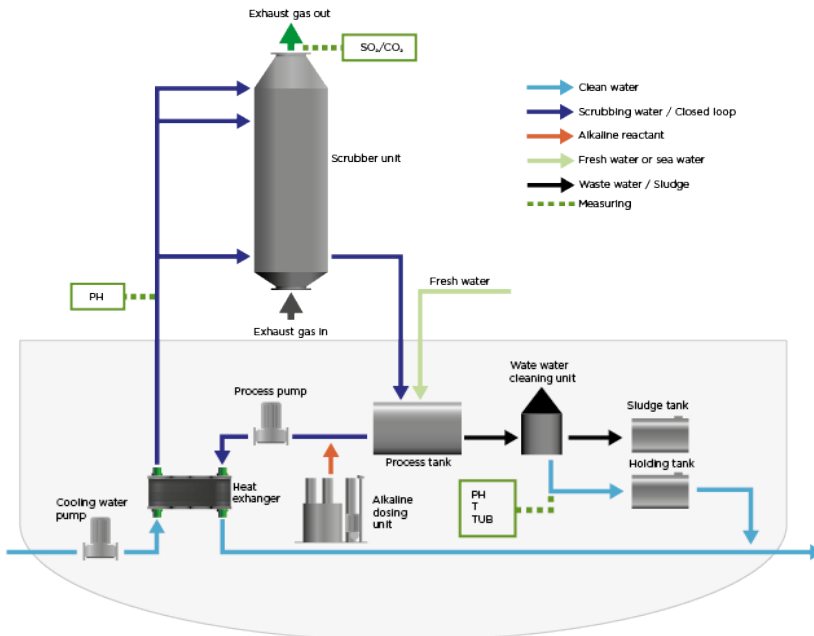 Exhaust gas out
SOₓ/CO₂
Clean water
Scrubbing water / Closed loop
Alkaline reactant
Fresh water or sea water
Waste water / Sludge
Measuring
Scrubber unit
PH
Fresh water
Exhaust gas in
Wate water
cleaning unit
Process pump
Sludge tank
Process tank
Holding tank
Heat
exhanger
Alkaline
dosing
unit
PH
T
TUB
Cooling water
pump